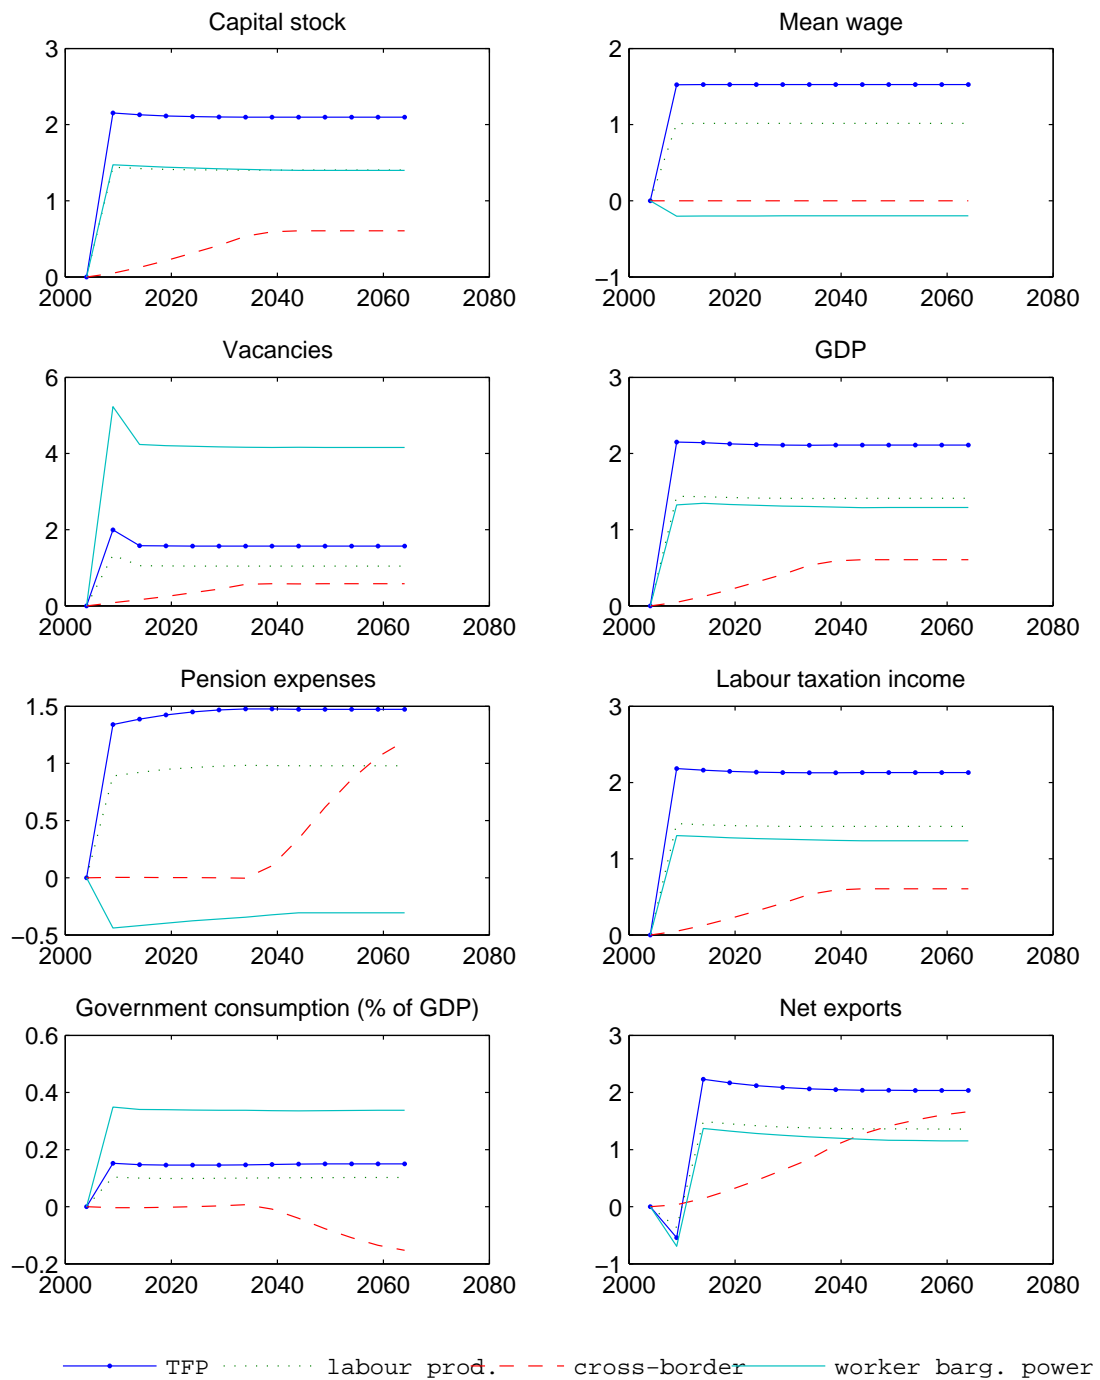 Capital stock
Mean wage
3
2
1
0
2000 2020 2040 2060 2080
2
1
0
−1
2000 2020 2040 2060 2080
Vacancies
GDP
6
4
2
0
2000 2020 2040 2060 2080
3
2
1
0
2000 2020 2040 2060 2080
Pension expenses
Labour taxation income
1.5
1
0.5
0
−0.5
2000 2020 2040 2060 2080
3
2
1
0
2000 2020 2040 2060 2080
Government consumption (% of GDP)
Net exports
0.6
0.4
0.2
0
−0.2
2000 2020 2040 2060 2080
3
2
1
0
−1
2000 2020 2040 2060 2080
TFP labour prod. cross−border worker barg. power